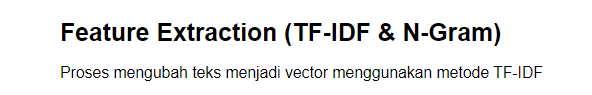 Feature Extraction (TF-IDF & N-Gram)
Proses mengubah teks menjadi vector menggunakan metode TF-IDF